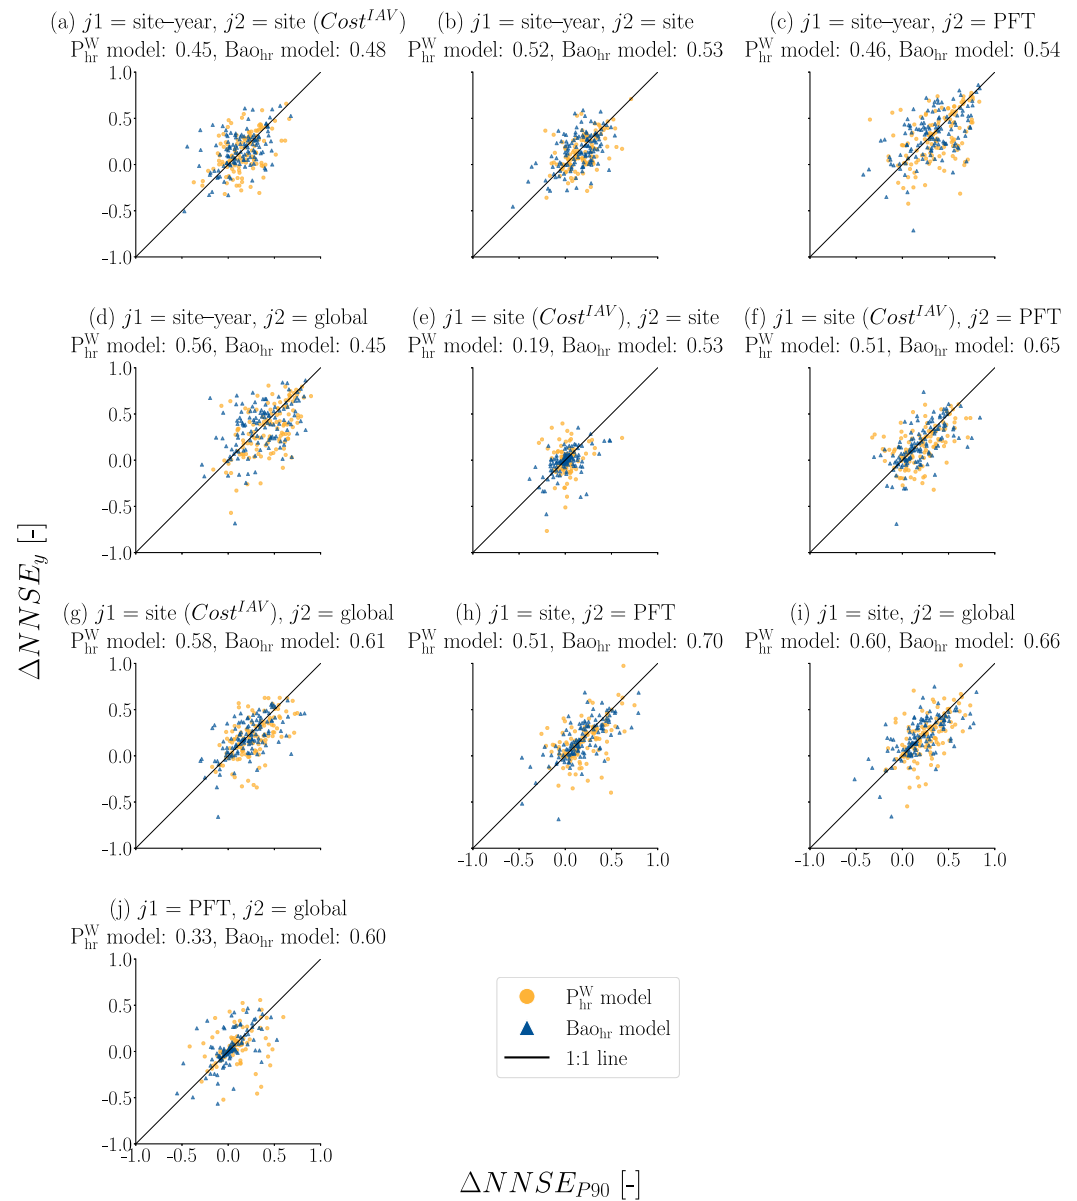 (a) j1 = site–year, j2 = site (Cost^IAV)
P^W_hr model: 0.45, Bao_hr model: 0.48
(b) j1 = site–year, j2 = site
P^W_hr model: 0.52, Bao_hr model: 0.53
(c) j1 = site–year, j2 = PFT
P^W_hr model: 0.46, Bao_hr model: 0.54
1.0
0.5
0.0
-0.5
-1.0
(d) j1 = site–year, j2 = global
P^W_hr model: 0.56, Bao_hr model: 0.45
(e) j1 = site (Cost^IAV), j2 = site
P^W_hr model: 0.19, Bao_hr model: 0.53
(f) j1 = site (Cost^IAV), j2 = PFT
P^W_hr model: 0.51, Bao_hr model: 0.65
1.0
0.5
0.0
-0.5
-1.0
ΔNNSE_y [-]
(g) j1 = site (Cost^IAV), j2 = global
P^W_hr model: 0.58, Bao_hr model: 0.61
(h) j1 = site, j2 = PFT
P^W_hr model: 0.51, Bao_hr model: 0.70
(i) j1 = site, j2 = global
P^W_hr model: 0.60, Bao_hr model: 0.66
1.0
0.5
0.0
-0.5
-1.0
-1.0 -0.5 0.0 0.5 1.0
-1.0 -0.5 0.0 0.5 1.0
(j) j1 = PFT, j2 = global
P^W_hr model: 0.33, Bao_hr model: 0.60
1.0
0.5
0.0
-0.5
-1.0
-1.0 -0.5 0.0 0.5 1.0
P^W_hr model
Bao_hr model
1:1 line
ΔNNSE_P90 [-]